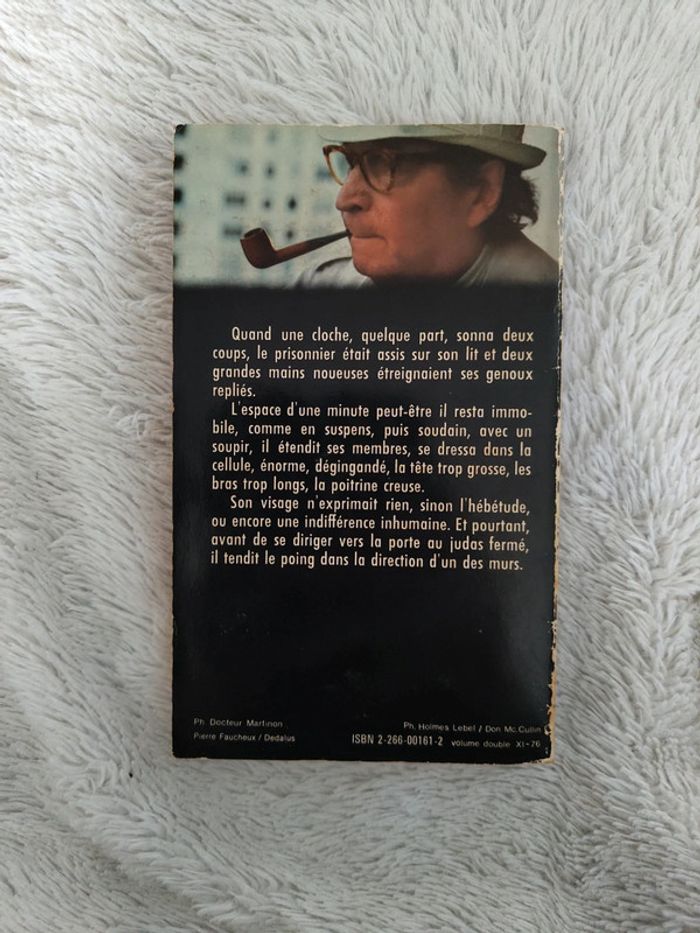 Quand une cloche, quelque part, sonna deux
coups, le prisonnier était assis sur son lit et deux
grandes mains noueuses étreignaient ses genoux
repliés.
L'espace d'une minute peut-être il resta immo-
bile, comme en suspens, puis soudain, avec un
soupir, il étendit ses membres, se dressa dans la
cellule, énorme, dégingandé, la tête trop grosse, les
bras trop longs, la poitrine creuse.
Son visage n'exprimait rien, sinon l'hébétude,
ou encore une indifférence inhumaine. Et pourtant,
avant de se diriger vers la porte au judas fermé,
il tendit le poing dans la direction d'un des murs.
Ph. Docteur Martinon
Ph. Holmes Lebel / Don Mc. Cullin
Pierre Faucheux / Dedalus
ISBN 2-266-00161-2 volume double XI-76